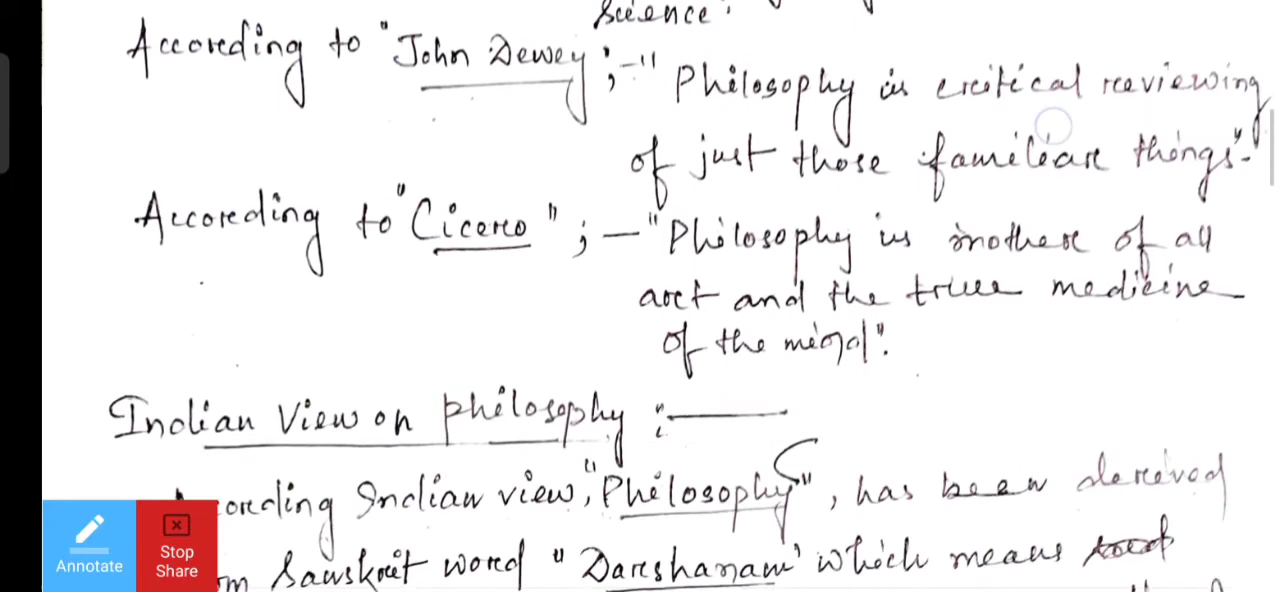 science.
According to "John Dewey ;– " Philosophy is critical reviewing
of just those familiar things".
According to "Cicero" ; — "Philosophy is mother of all
art and the true medicine
of the mind".
Indian View on philosophy :—
ording Indian view, "Philosophy", has been derived
m Sanskrit word "Darshanam' which means
Annotate
Stop
Share